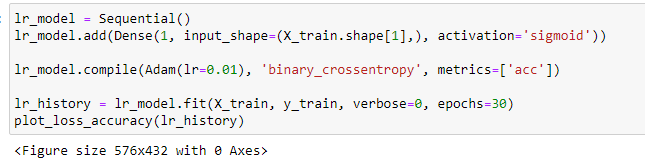 lr_model = Sequential()
lr_model.add(Dense(1, input_shape=(X_train.shape[1],), activation='sigmoid'))
lr_model.compile(Adam(lr=0.01), 'binary_crossentropy', metrics=['acc'])
lr_history = lr_model.fit(X_train, y_train, verbose=0, epochs=30)
plot_loss_accuracy(lr_history)
<Figure size 576x432 with 0 Axes>